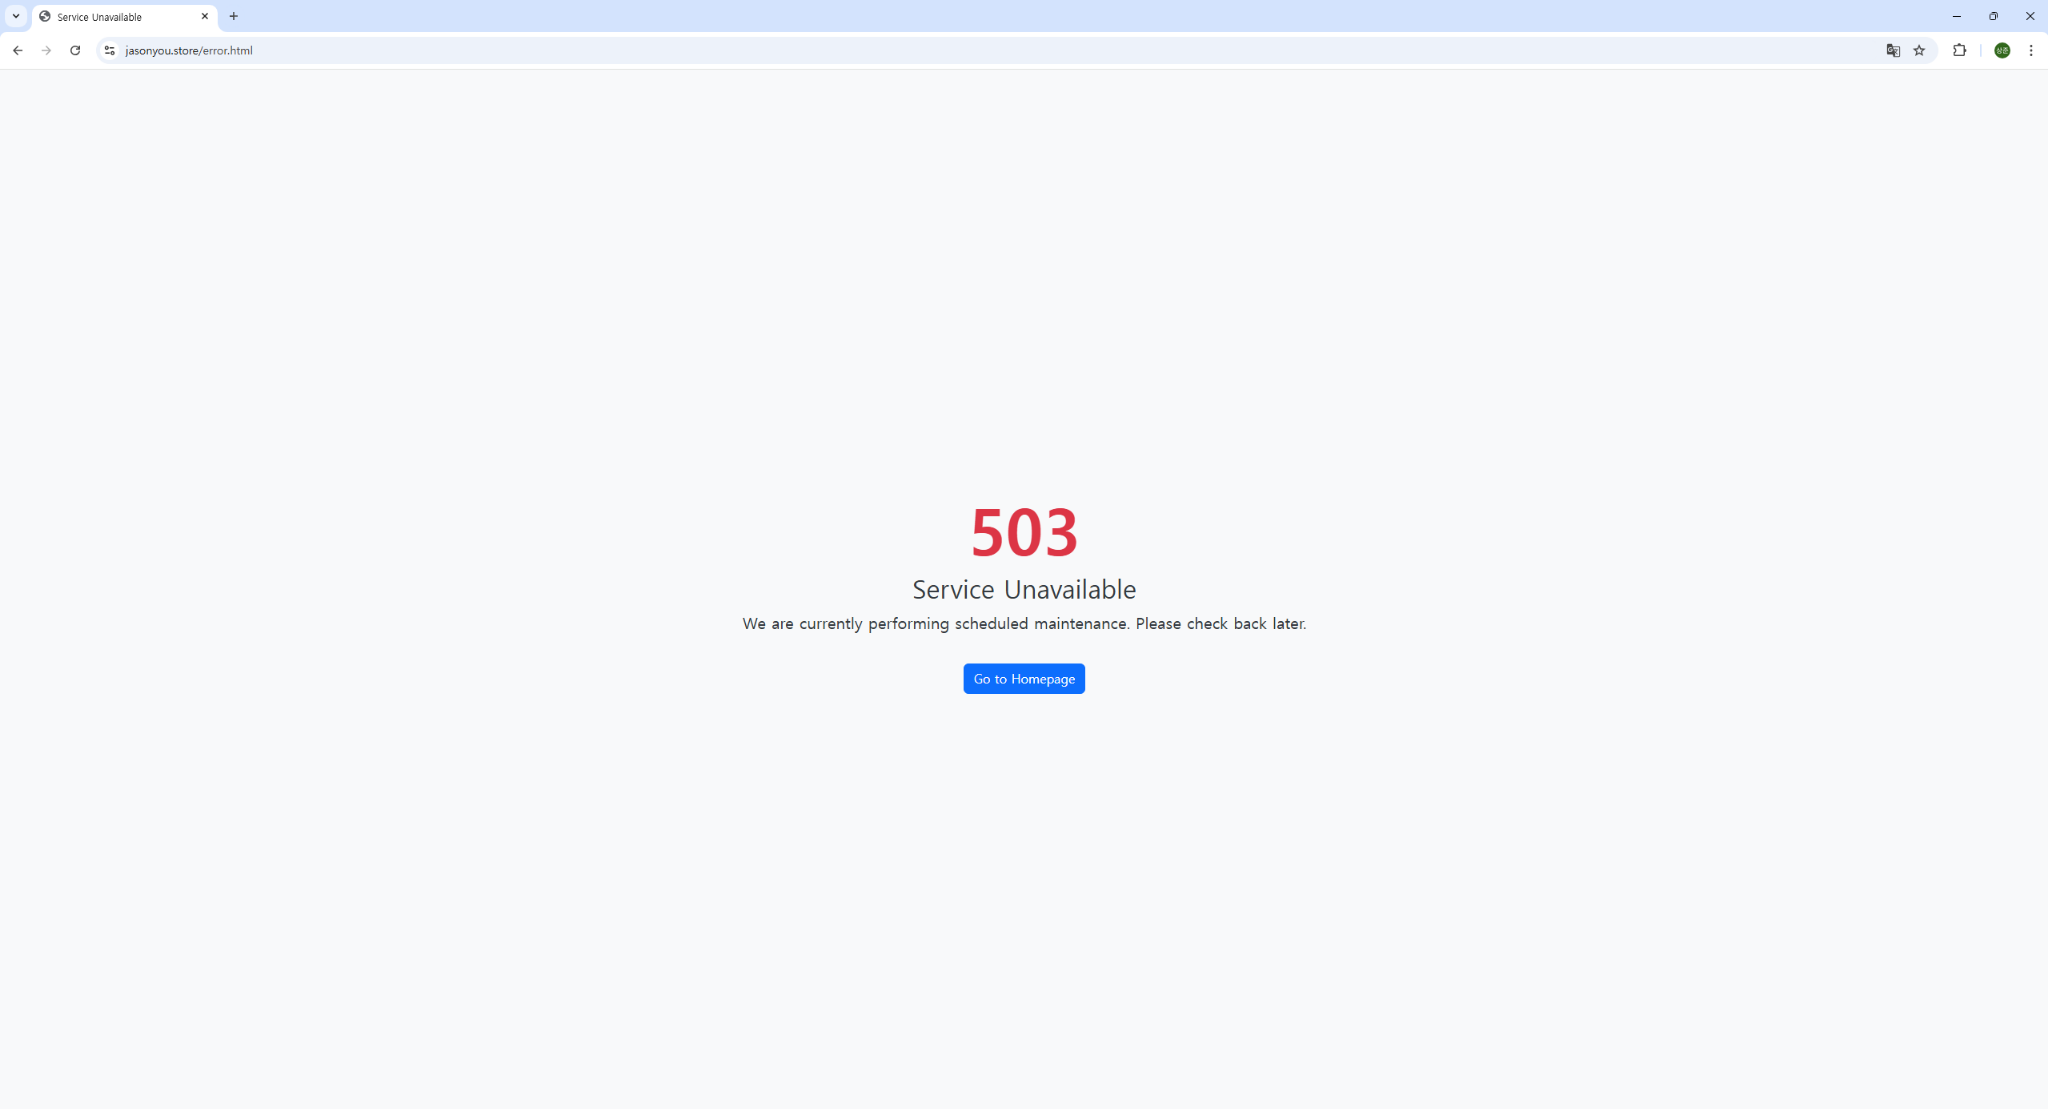 Service Unavailable
jasonyou.store/error.html
503
Service Unavailable
We are currently performing scheduled maintenance. Please check back later.
Go to Homepage